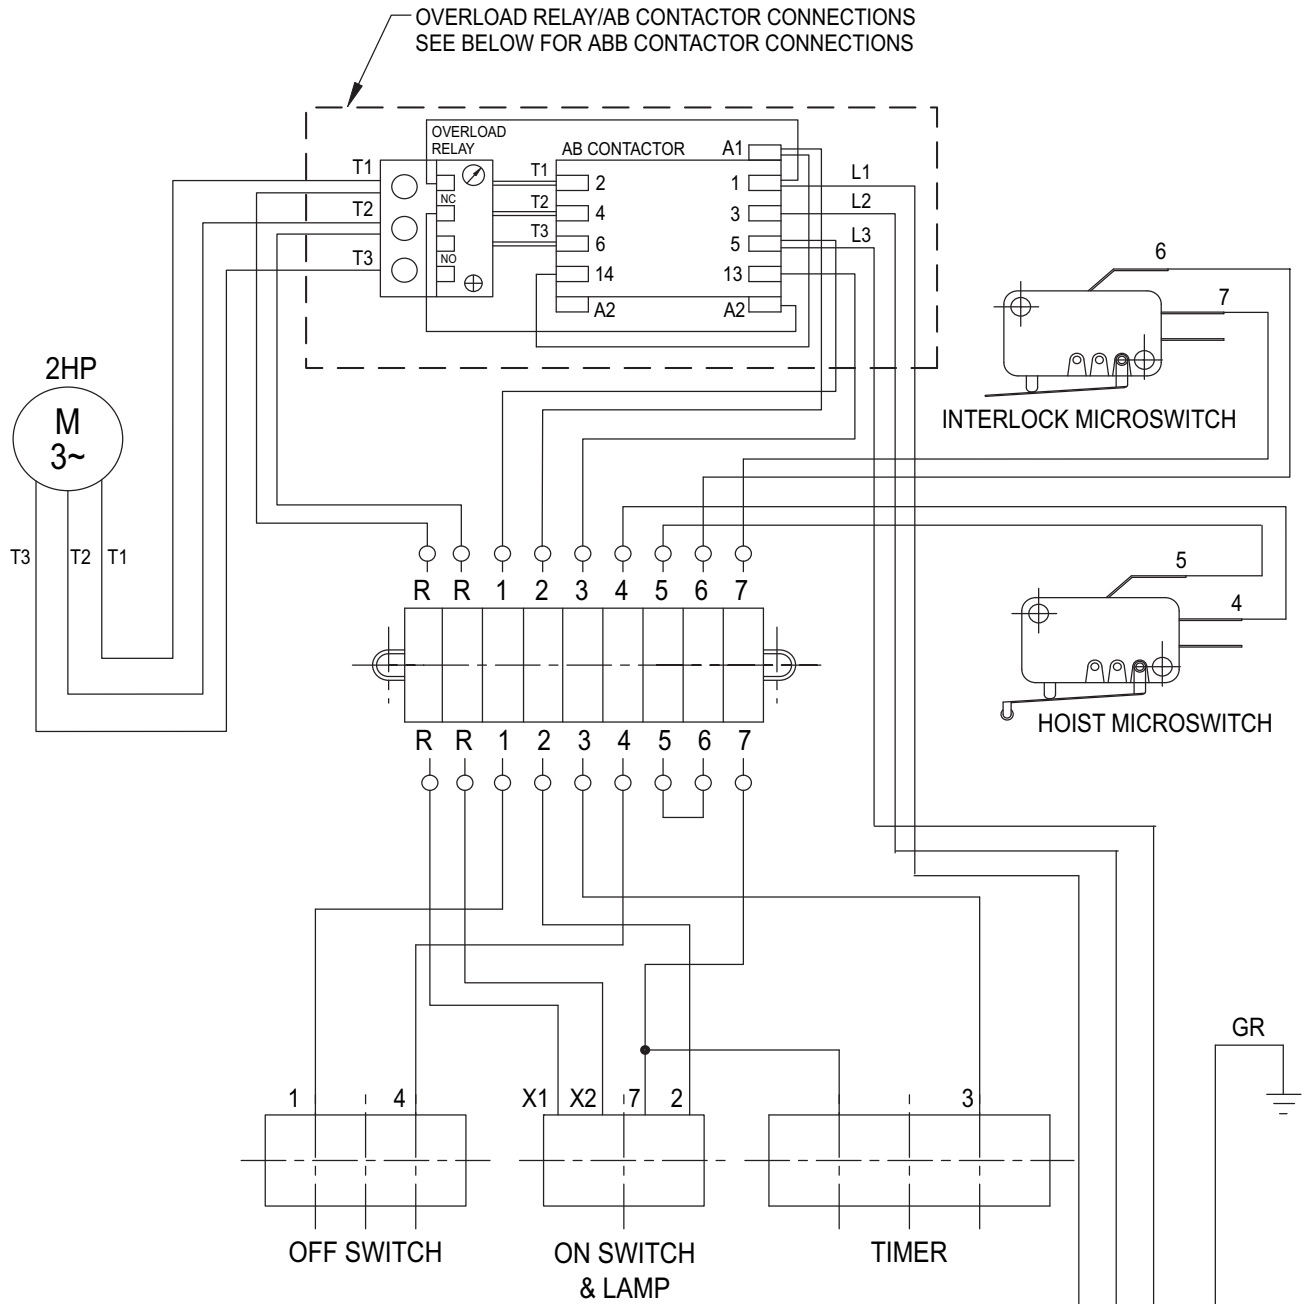 OVERLOAD RELAY/AB CONTACTOR CONNECTIONS
SEE BELOW FOR ABB CONTACTOR CONNECTIONS
OVERLOAD
RELAY
AB CONTACTOR
A1
T1
T1
2
1
L1
NC
T2
T2
4
3
L2
T3
T3
6
5
L3
NO
14
13
A2
A2
6
7
INTERLOCK MICROSWITCH
2HP
M
3~
T3
T2
T1
5
4
HOIST MICROSWITCH
R R 1 2 3 4 5 6 7
R R 1 2 3 4 5 6 7
GR
1 4
X1 X2 7 2
3
OFF SWITCH
ON SWITCH
& LAMP
TIMER